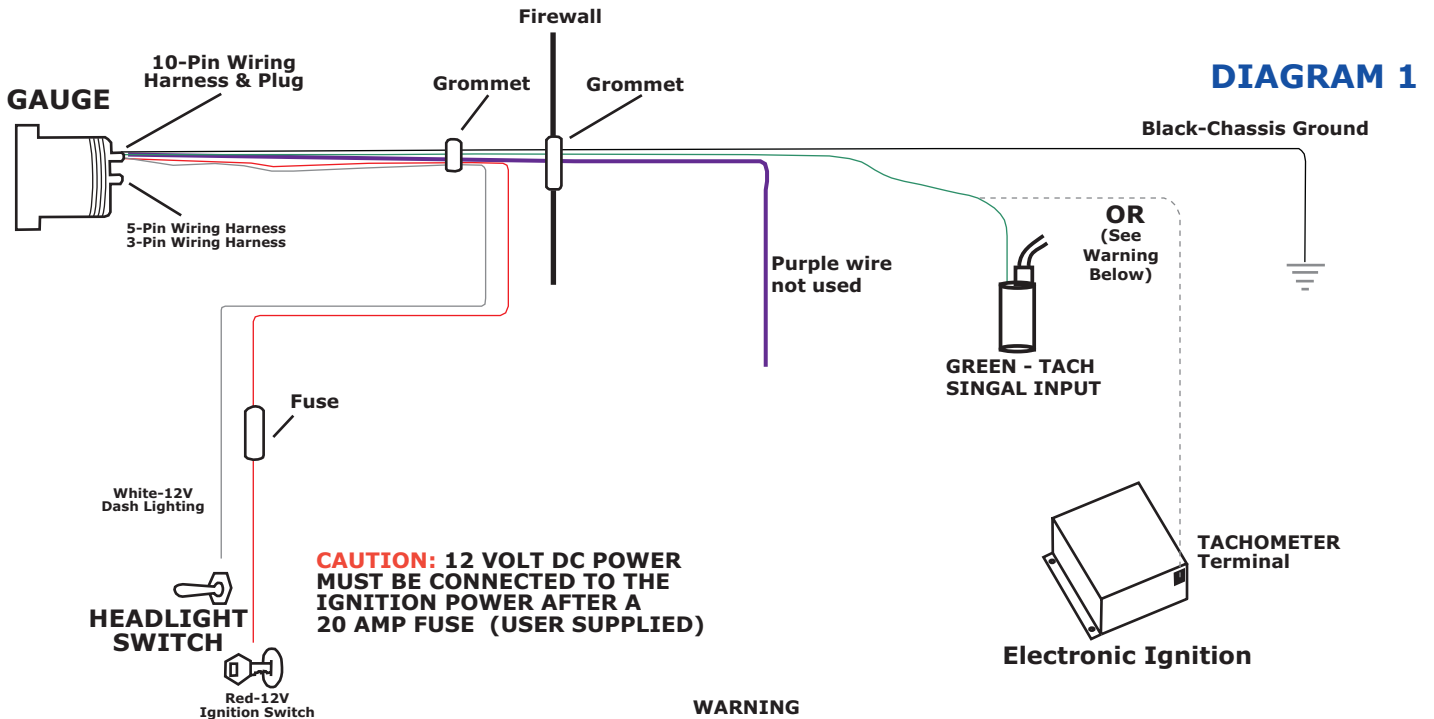 Firewall
10-Pin Wiring
Harness & Plug
Grommet
Grommet
DIAGRAM 1
GAUGE
Black-Chassis Ground
5-Pin Wiring Harness
3-Pin Wiring Harness
OR
(See
Warning
Below)
Purple wire
not used
GREEN - TACH
SINGAL INPUT
Fuse
White-12V
Dash Lighting
CAUTION: 12 VOLT DC POWER
MUST BE CONNECTED TO THE
IGNITION POWER AFTER A
20 AMP FUSE (USER SUPPLIED)
TACHOMETER
Terminal
HEADLIGHT
SWITCH
Electronic Ignition
Red-12V
Ignition Switch
WARNING